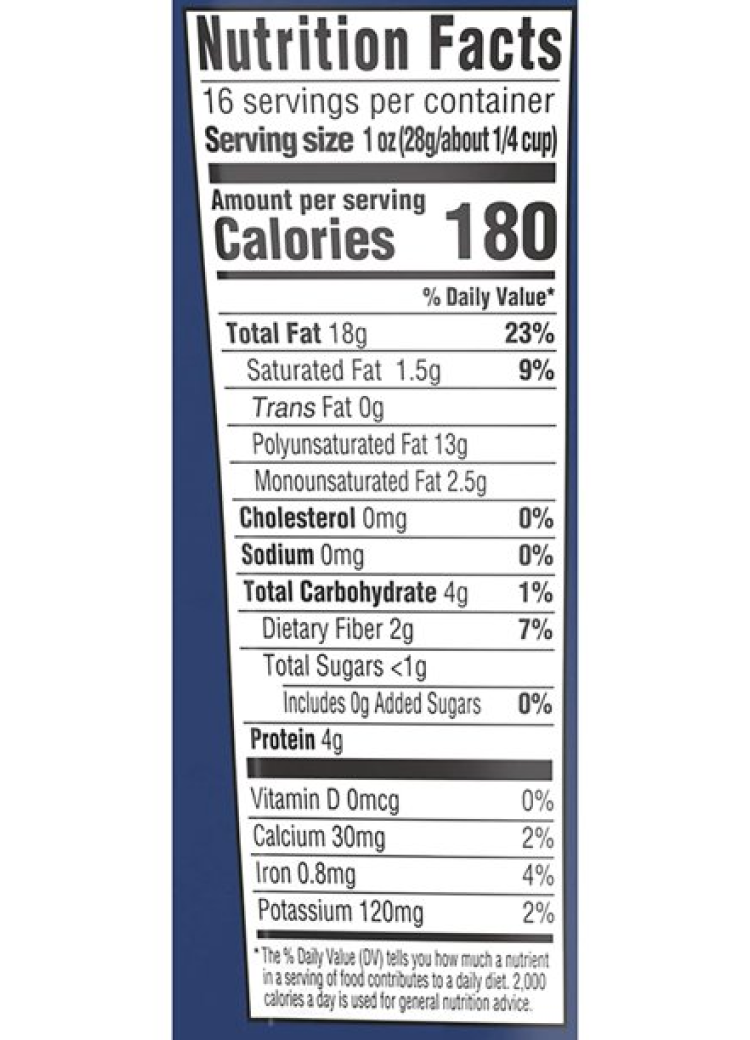 Nutrition Facts
16 servings per container
Serving size 1 oz (28g/about 1/4 cup)
Amount per serving
Calories 180
% Daily Value*
Total Fat 18g 23%
Saturated Fat 1.5g 9%
Trans Fat 0g
Polyunsaturated Fat 13g
Monounsaturated Fat 2.5g
Cholesterol 0mg 0%
Sodium 0mg 0%
Total Carbohydrate 4g 1%
Dietary Fiber 2g 7%
Total Sugars <1g
Includes 0g Added Sugars 0%
Protein 4g
Vitamin D 0mcg 0%
Calcium 30mg 2%
Iron 0.8mg 4%
Potassium 120mg 2%
* The % Daily Value (DV) tells you how much a nutrient
in a serving of food contributes to a daily diet. 2,000
calories a day is used for general nutrition advice.